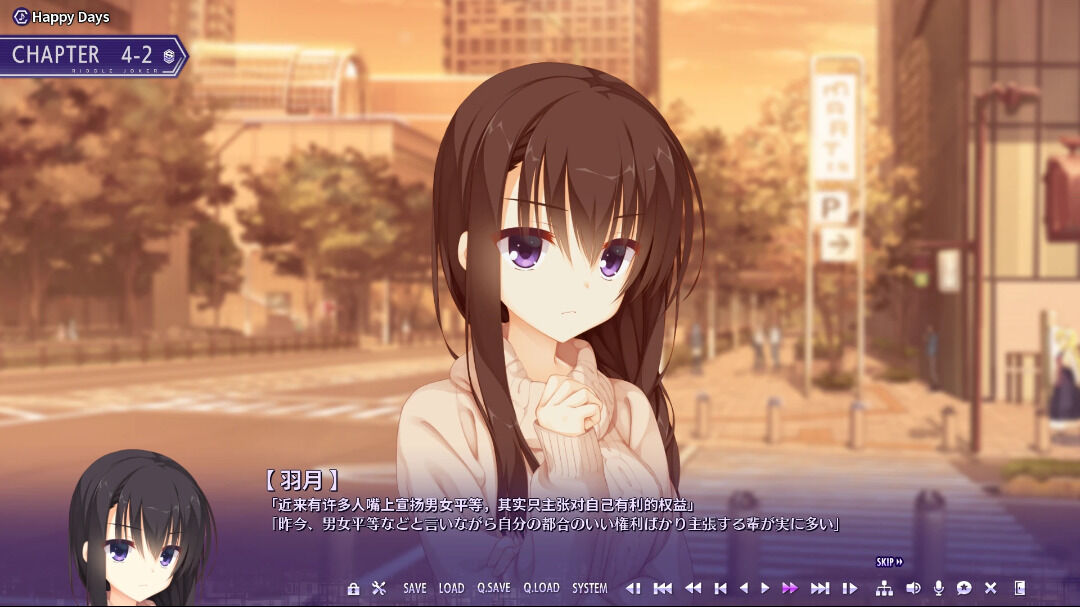 Happy Days
CHAPTER 4-2
RIDDLE JOKER
P
【羽月】
「近来有许多人嘴上宣扬男女平等，其实只主张对自己有利的权益」
「昨今、男女平等などと言いながら自分の都合のいい権利ばかり主張する輩が実に多い」
SKIP
SAVE LOAD Q.SAVE Q.LOAD SYSTEM